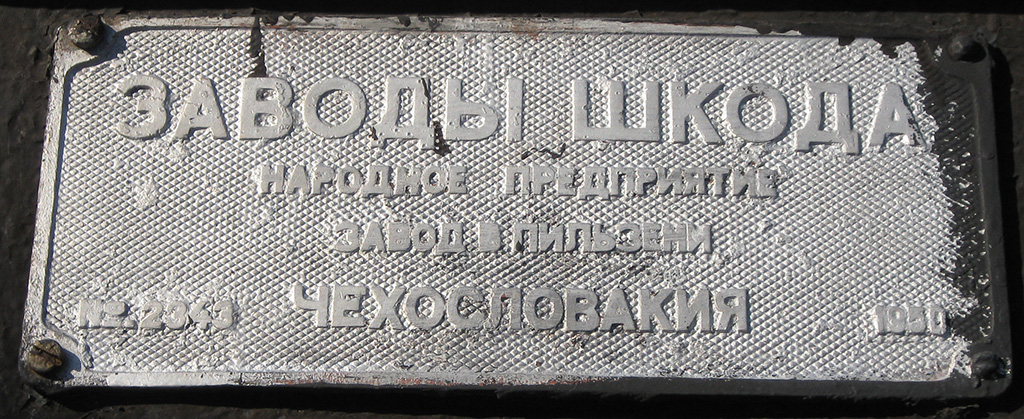 ЗАВОДЫ ШКОДА
НАРОДНОЕ ПРЕДПРИЯТИЕ
ЗАВОД В ПИЛЬЗЕНИ
№. 2343 ЧЕХОСЛОВАКИЯ 1950